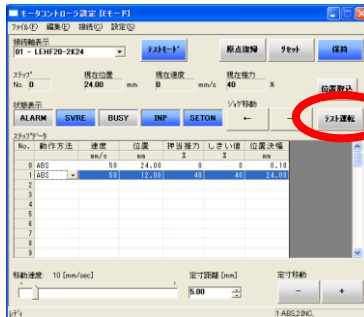 モータコントローラ設定 [Eモード]
ファイル(F) 編集(E) 接続(C) 設定(S) ヘルプ(H)
接続軸表示
01 - LEHF20-2K24 テストモード 原点復帰 リセット 保持
ステップ 現在位置 現在速度 現在推力
No. 0 24.00 mm 0 mm/s 40 % 位置取込
状態表示 ジョグ移動
ALARM SVRE BUSY INP SETON ← テスト運転
ステップデータ
No. 動作方法 速度 位置 押当推力 しきい値 位置決幅
mm/s mm % % mm
0 ABS 50 24.00 0 0 0.10
1 ABS 50 12.00 40 40 24.00
2
3
4
5
6
7
8
9
移動速度: 10 [mm/sec] 定寸距離 [mm] 定寸移動
5.00 - +
レディ 1:ABS,2:INC,